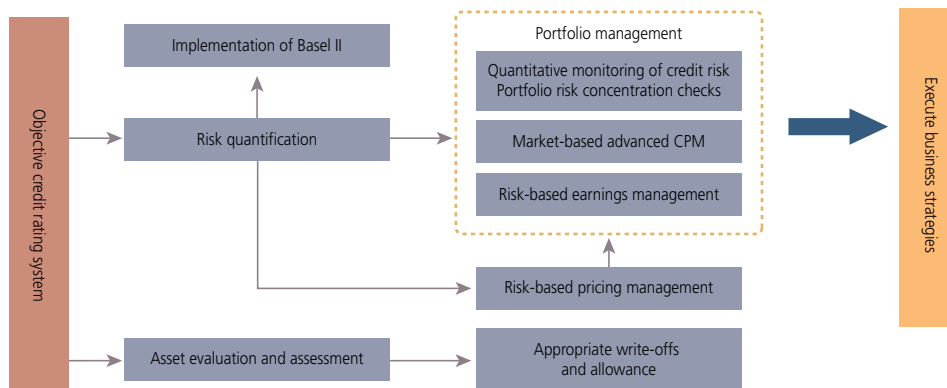 Objective credit rating system
Implementation of Basel II
Risk quantification
Asset evaluation and assessment
Portfolio management
Quantitative monitoring of credit risk
Portfolio risk concentration checks
Market-based advanced CPM
Risk-based earnings management
Risk-based pricing management
Appropriate write-offs
and allowance
Execute business strategies